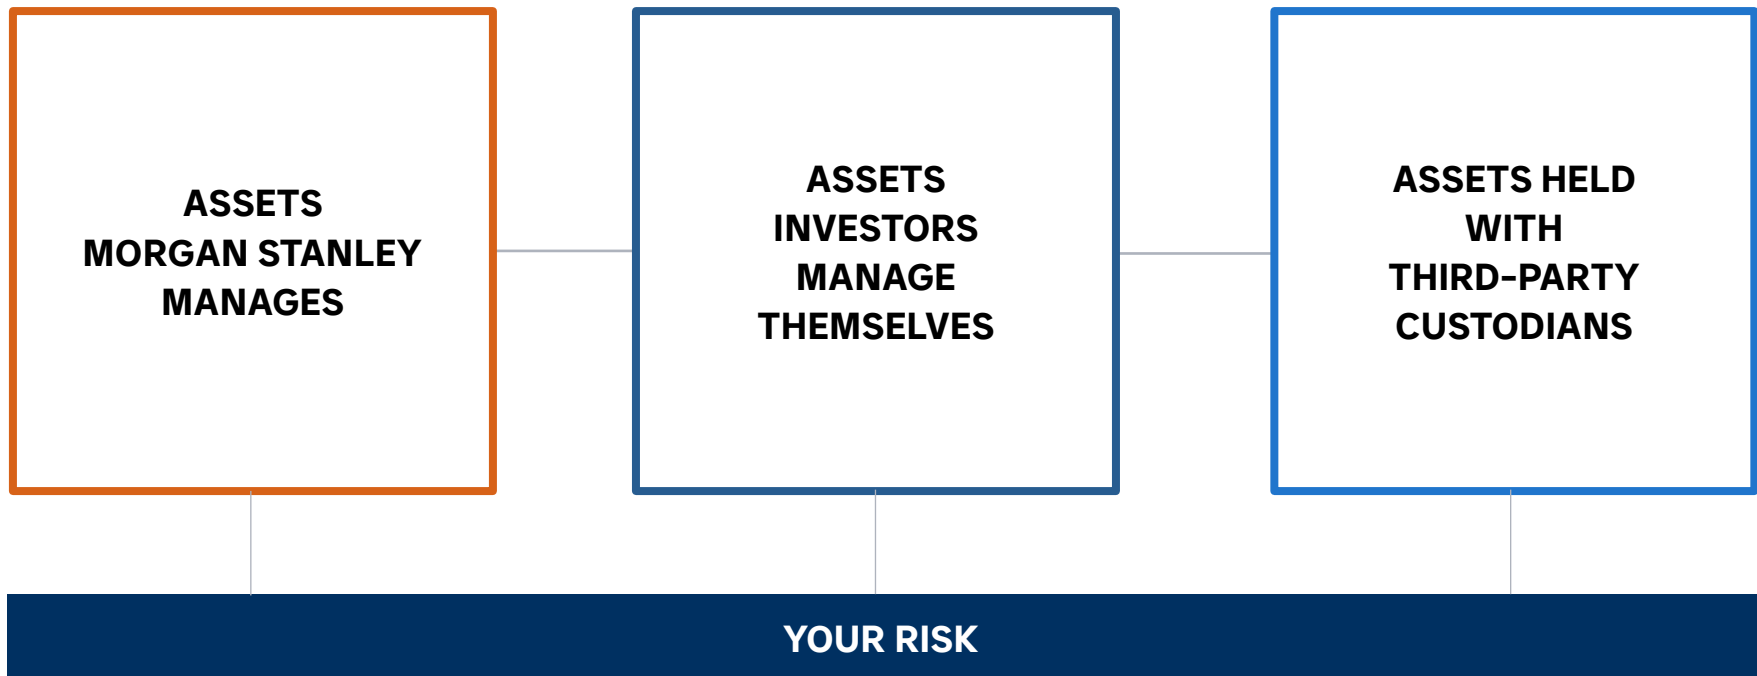 ASSETS
MORGAN STANLEY
MANAGES
ASSETS
INVESTORS
MANAGE
THEMSELVES
ASSETS HELD
WITH
THIRD-PARTY
CUSTODIANS
YOUR RISK